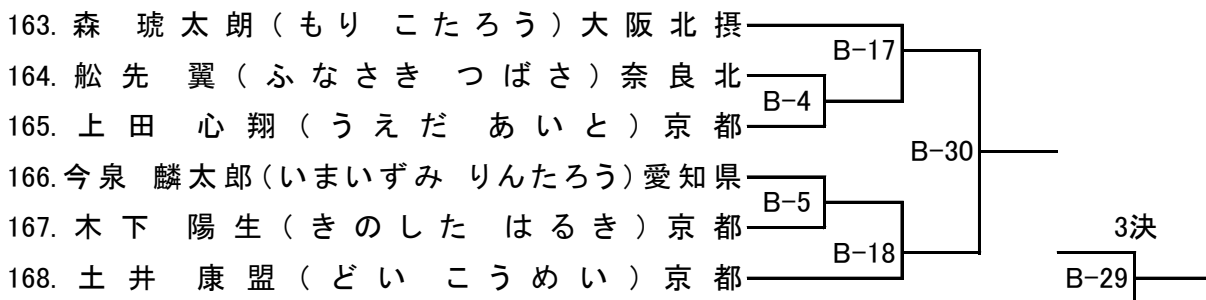 163. 森 琥太朗(もり こたろう)大阪北摂
B-17
164. 舩先 翼(ふなさき つばさ)奈良北
B-4
165. 上田 心翔(うえだ あいと)京都
B-30
166.今泉 麟太郎(いまいずみ りんたろう)愛知県
B-5
167. 木下 陽生(きのした はるき)京都
3決
B-18
168. 土井 康盟(どい こうめい)京都
B-29